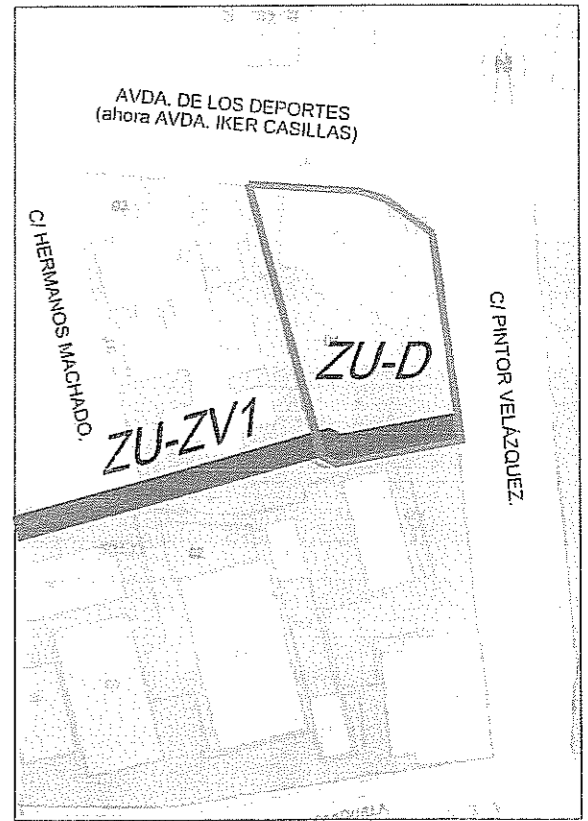 AVDA. DE LOS DEPORTES
(ahora AVDA. IKER CASILLAS)
C/ HERMANOS MACHADO.
ZU-D
C/ PINTOR VELÁZQUEZ.
ZU-ZV1